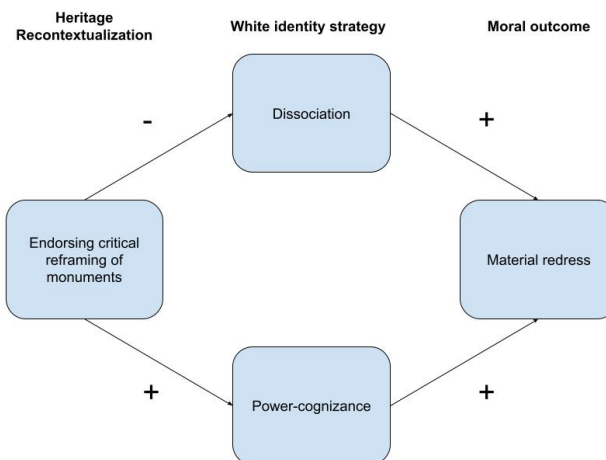 Heritage
Recontextualization
White identity strategy
Moral outcome
Dissociation
-
+
Endorsing critical
reframing of
monuments
Material redress
+
+
Power-cognizance